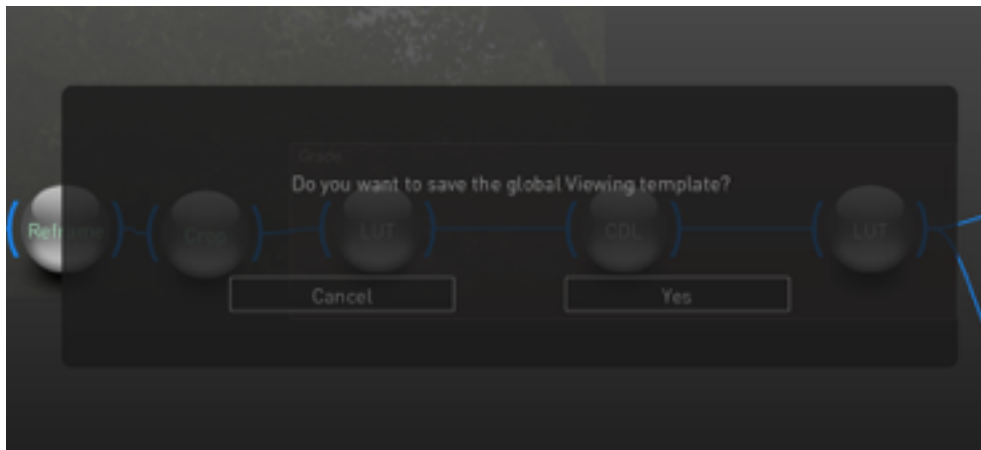 Grade
Do you want to save the global Viewing template?
Reframe
Crop
LUT
CDL
LUT
Cancel
Yes